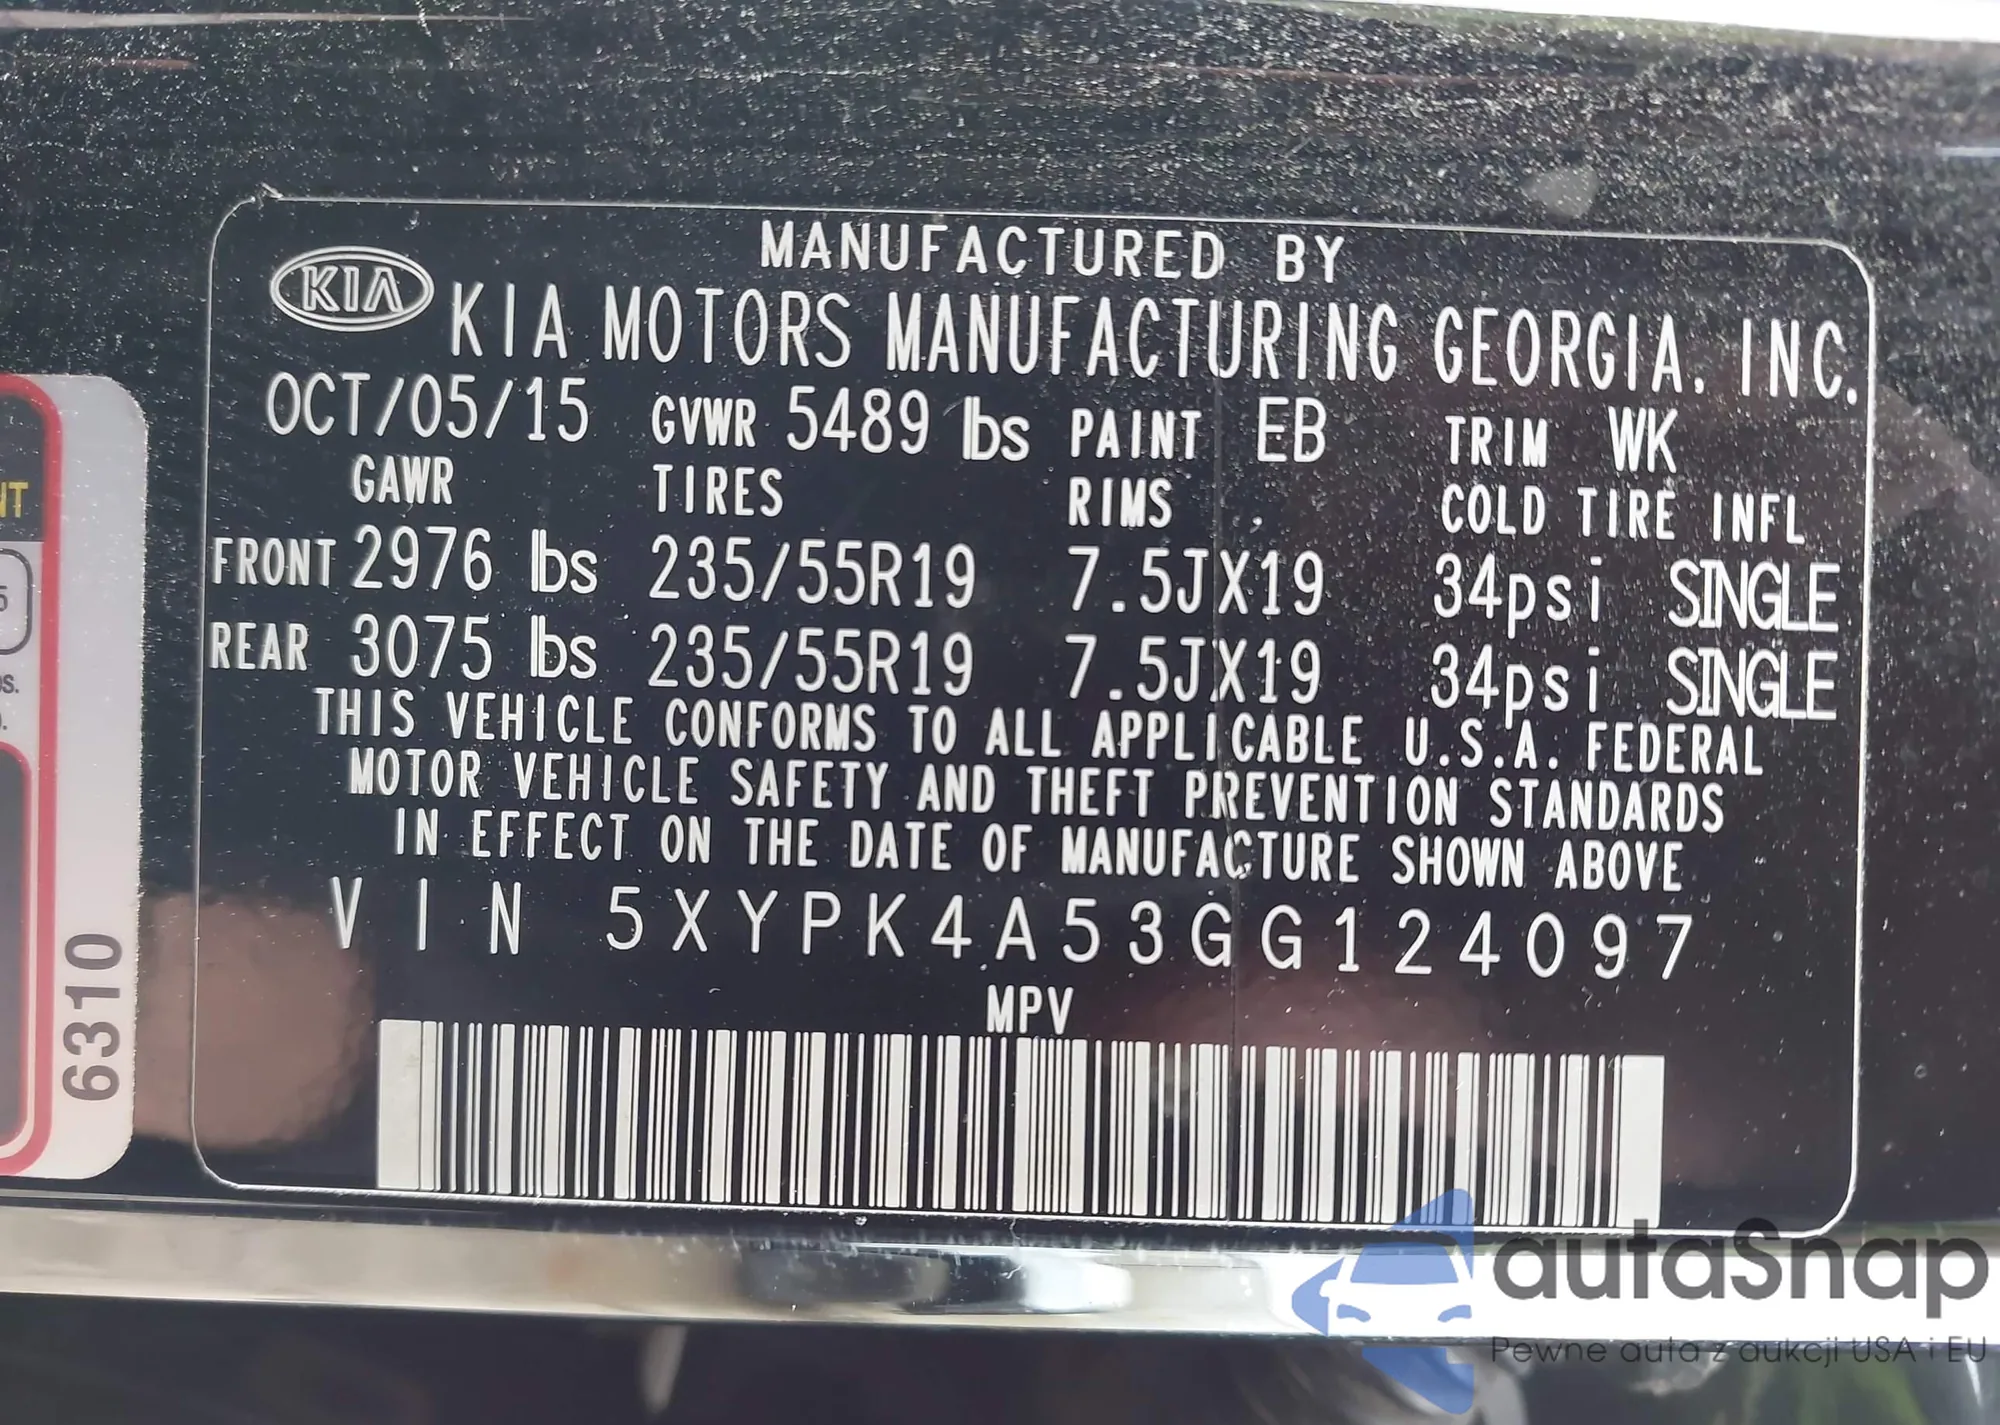 MANUFACTURED BY
KIA KIA MOTORS MANUFACTURING GEORGIA, INC.
OCT/05/15 GVWR 5489 lbs PAINT EB TRIM WK
GAWR TIRES RIMS COLD TIRE INFL
FRONT 2976 lbs 235/55R19 7.5JX19 34psi SINGLE
REAR 3075 lbs 235/55R19 7.5JX19 34psi SINGLE
THIS VEHICLE CONFORMS TO ALL APPLICABLE U.S.A. FEDERAL
MOTOR VEHICLE SAFETY AND THEFT PREVENTION STANDARDS
IN EFFECT ON THE DATE OF MANUFACTURE SHOWN ABOVE
VIN 5XYPK4A53GG124097
MPV
6310
autaSnap
Pewne auta z aukcji USA i EU